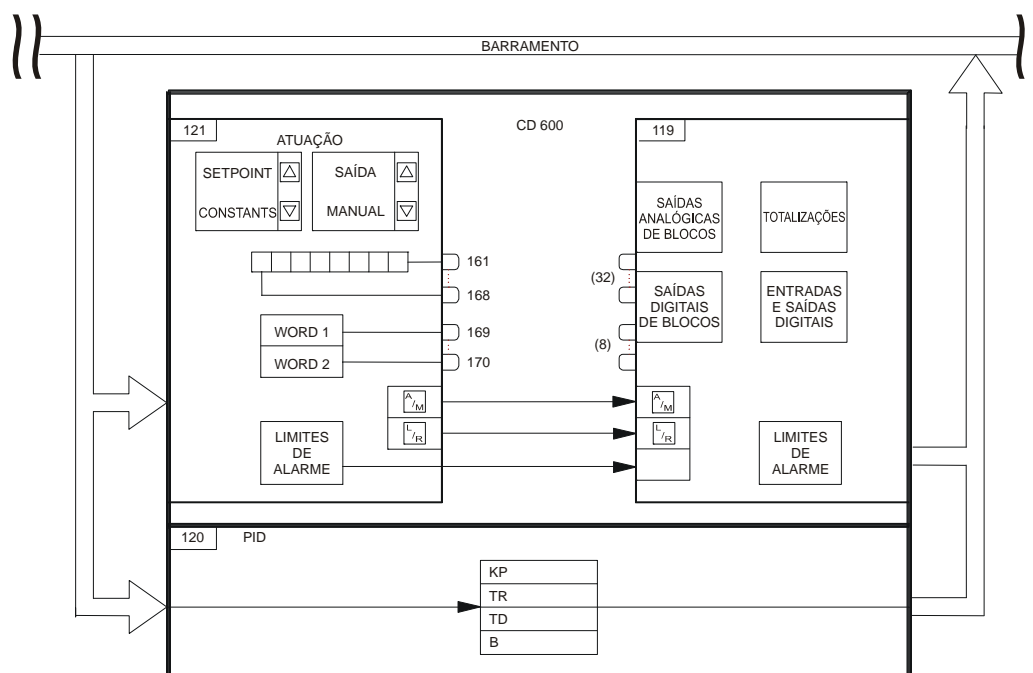 BARRAMENTO
121
CD 600
119
ATUAÇÃO
SETPOINT
CONSTANTS
SAÍDA
MANUAL
SAÍDAS
ANALÓGICAS
DE BLOCOS
TOTALIZAÇÕES
161
168
(32)
SAÍDAS
DIGITAIS
DE BLOCOS
ENTRADAS
E SAÍDAS
DIGITAIS
WORD 1
WORD 2
169
170
(8)
A/M
A/M
L/R
L/R
LIMITES
DE
ALARME
LIMITES
DE
ALARME
120
PID
KP
TR
TD
B